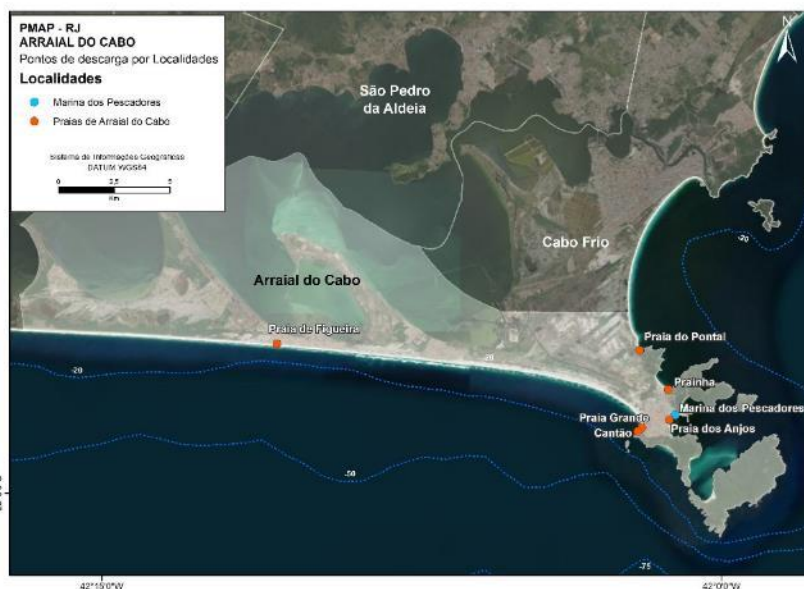 PMAP - RJ
ARRAIAL DO CABO
Pontos de descarga por Localidades
Localidades
Marina dos Pescadores
Praias de Arraial do Cabo
Sistema de Informações Geográficas
DATUM WGS84
0 2,5 5
Km
N
São Pedro
da Aldeia
Cabo Frio
-20
Arraial do Cabo
Praia de Figueira
Praia do Pontal
-20
-20
Prainha
Marina dos Pescadores
Praia Grande
Praia dos Anjos
Cantão
-50
-75
42°15'0"W
42°0'0"W